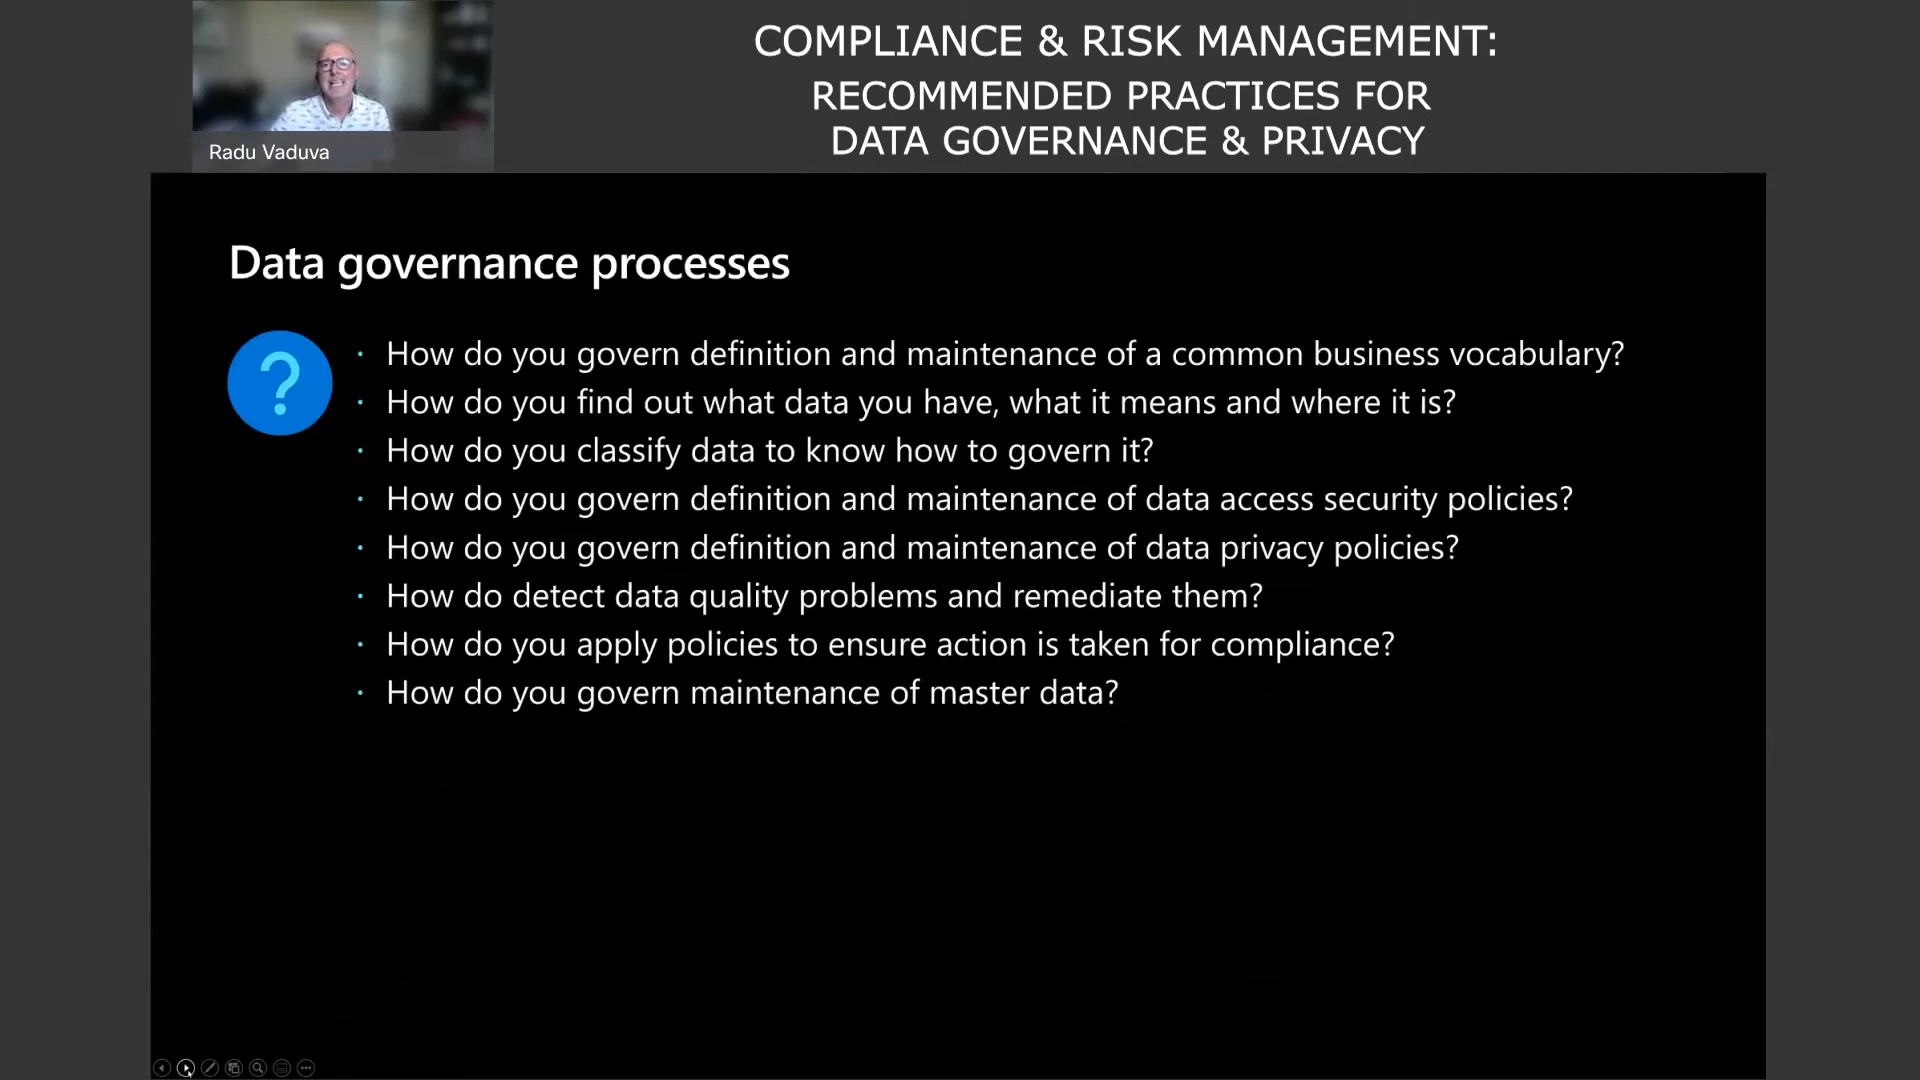 COMPLIANCE & RISK MANAGEMENT:
RECOMMENDED PRACTICES FOR
DATA GOVERNANCE & PRIVACY
Radu Vaduva
Data governance processes
?
· How do you govern definition and maintenance of a common business vocabulary?
· How do you find out what data you have, what it means and where it is?
· How do you classify data to know how to govern it?
· How do you govern definition and maintenance of data access security policies?
· How do you govern definition and maintenance of data privacy policies?
· How do detect data quality problems and remediate them?
· How do you apply policies to ensure action is taken for compliance?
· How do you govern maintenance of master data?